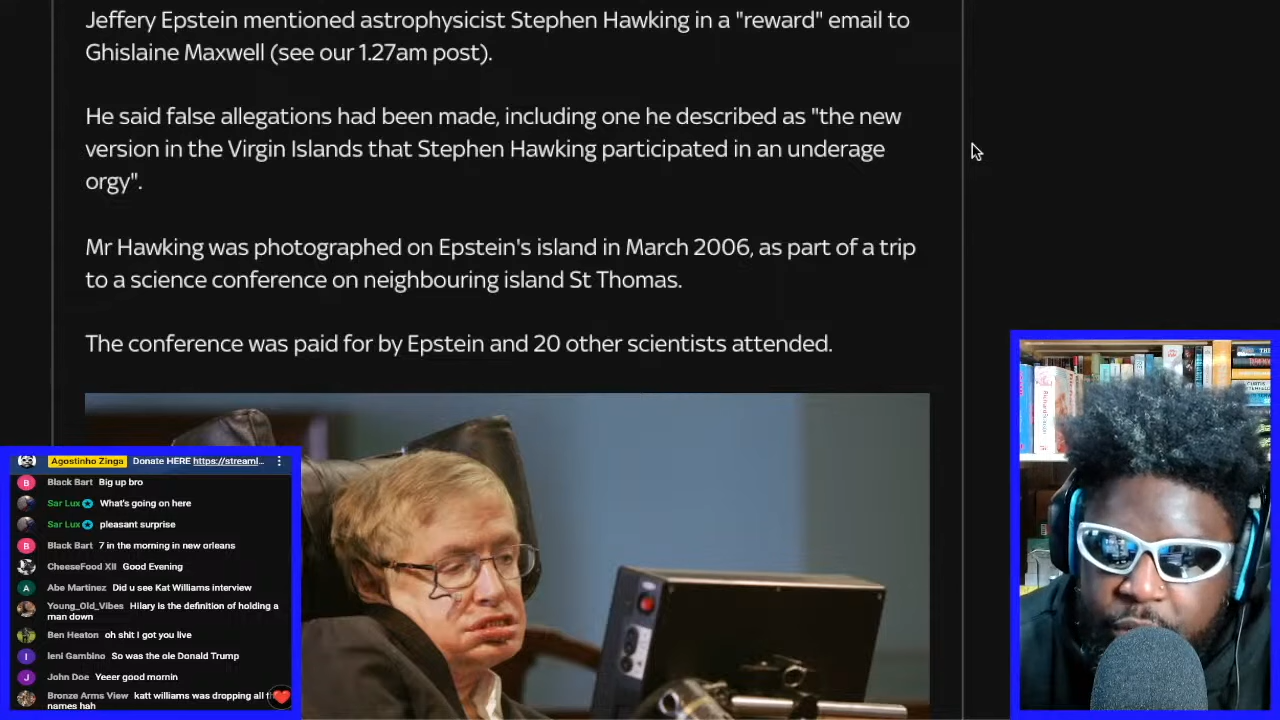 Jeffery Epstein mentioned astrophysicist Stephen Hawking in a "reward" email to
Ghislaine Maxwell (see our 1.27am post).
He said false allegations had been made, including one he described as "the new
version in the Virgin Islands that Stephen Hawking participated in an underage
orgy".
Mr Hawking was photographed on Epstein's island in March 2006, as part of a trip
to a science conference on neighbouring island St Thomas.
The conference was paid for by Epstein and 20 other scientists attended.
Agostinho Zinga Donate HERE https://streaml...
B Black Bart Big up bro
Sar Lux What's going on here
Sar Lux pleasant surprise
B Black Bart 7 in the morning in new orleans
CheeseFood XII Good Evening
A Abe Martinez Did u see Kat Williams interview
Young_Old_Vibes Hilary is the definition of holding a
man down
Ben Heaton oh shit I got you live
I Ieni Gambino So was the ole Donald Trump
J John Doe Yeeer good mornin
Bronze Arms View katt williams was dropping all
names hah